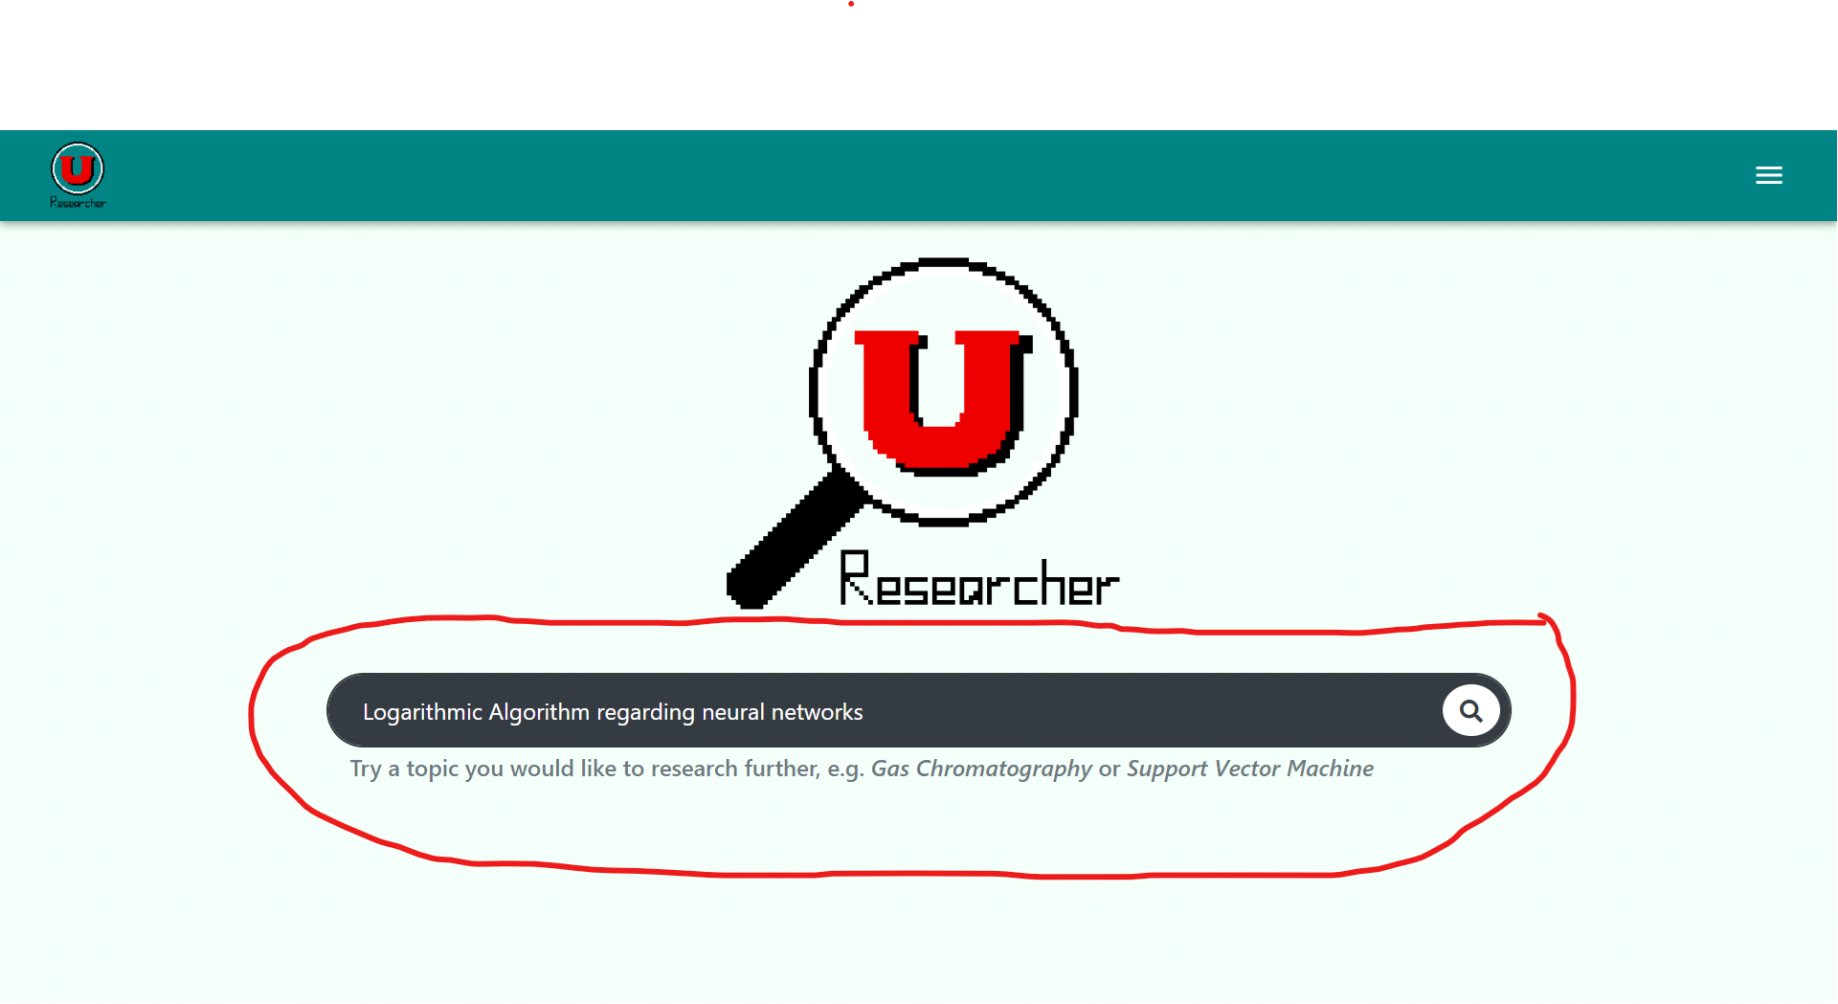 U
Researcher
U
Researcher
Logarithmic Algorithm regarding neural networks
Try a topic you would like to research further, e.g. Gas Chromatography or Support Vector Machine